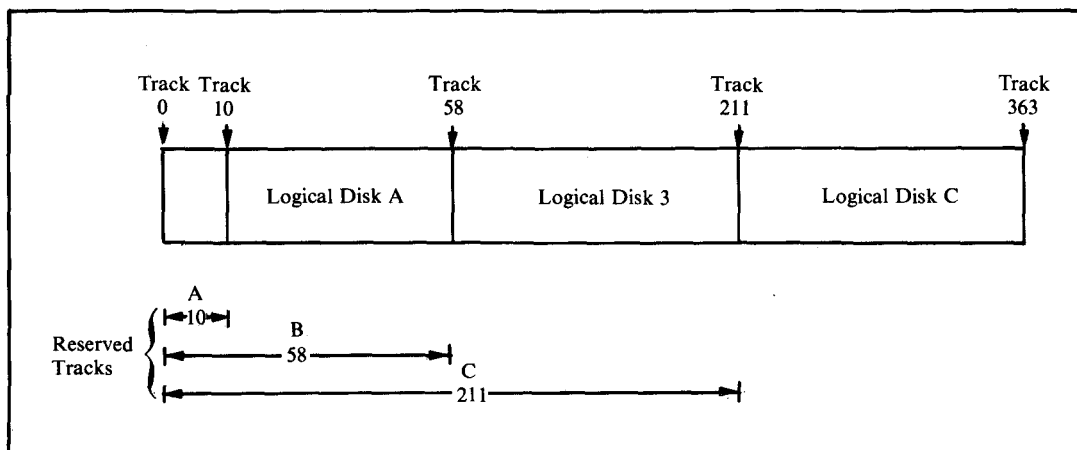 Track Track Track Track Track
0 10 58 211 363
Logical Disk A Logical Disk 3 Logical Disk C
A
10
B
Reserved
Tracks
58
C
211